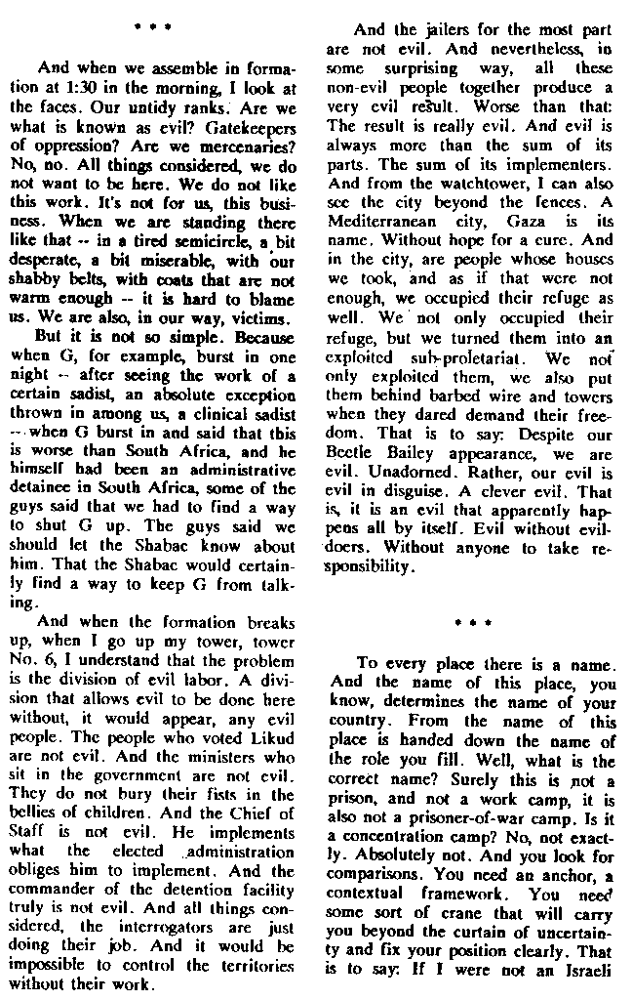 * * *
And when we assemble in forma-
tion at 1:30 in the morning, I look at
the faces. Our untidy ranks. Are we
what is known as evil? Gatekeepers
of oppression? Are we mercenaries?
No, no. All things considered, we do
not want to be here. We do not like
this work. It's not for us, this busi-
ness. When we are standing there
like that -- in a tired semicircle, a bit
desperate, a bit miserable, with our
shabby belts, with coats that are not
warm enough -- it is hard to blame
us. We are also, in our way, victims.
But it is not so simple. Because
when G, for example, burst in one
night -- after seeing the work of a
certain sadist, an absolute exception
thrown in among us, a clinical sadist
-- when G burst in and said that this
is worse than South Africa, and he
himself had been an administrative
detainee in South Africa, some of the
guys said that we had to find a way
to shut G up. The guys said we
should let the Shabac know about
him. That the Shabac would certain-
ly find a way to keep G from talk-
ing.
And when the formation breaks
up, when I go up my tower, tower
No. 6, I understand that the problem
is the division of evil labor. A divi-
sion that allows evil to be done here
without, it would appear, any evil
people. The people who voted Likud
are not evil. And the ministers who
sit in the government are not evil.
They do not bury their fists in the
bellies of children. And the Chief of
Staff is not evil. He implements
what the elected administration
obliges him to implement. And the
commander of the detention facility
truly is not evil. And all things con-
sidered, the interrogators are just
doing their job. And it would be
impossible to control the territories
without their work.
And the jailers for the most part
are not evil. And nevertheless, in
some surprising way, all these
non-evil people together produce a
very evil result. Worse than that:
The result is really evil. And evil is
always more than the sum of its
parts. The sum of its implementers.
And from the watchtower, I can also
see the city beyond the fences. A
Mediterranean city, Gaza is its
name. Without hope for a cure. And
in the city, are people whose houses
we took, and as if that were not
enough, we occupied their refuge as
well. We not only occupied their
refuge, but we turned them into an
exploited sub-proletariat. We not
only exploited them, we also put
them behind barbed wire and towers
when they dared demand their free-
dom. That is to say: Despite our
Beetle Bailey appearance, we are
evil. Unadorned. Rather, our evil is
evil in disguise. A clever evil. That
is, it is an evil that apparently hap-
pens all by itself. Evil without evil-
doers. Without anyone to take re-
sponsibility.
* * *
To every place there is a name.
And the name of this place, you
know, determines the name of your
country. From the name of this
place is handed down the name of
the role you fill. Well, what is the
correct name? Surely this is not a
prison, and not a work camp, it is
also not a prisoner-of-war camp. Is it
a concentration camp? No, not exact-
ly. Absolutely not. And you look for
comparisons. You need an anchor, a
contextual framework. You need
some sort of crane that will carry
you beyond the curtain of uncertain-
ty and fix your position clearly. That
is to say: If I were not an Israeli